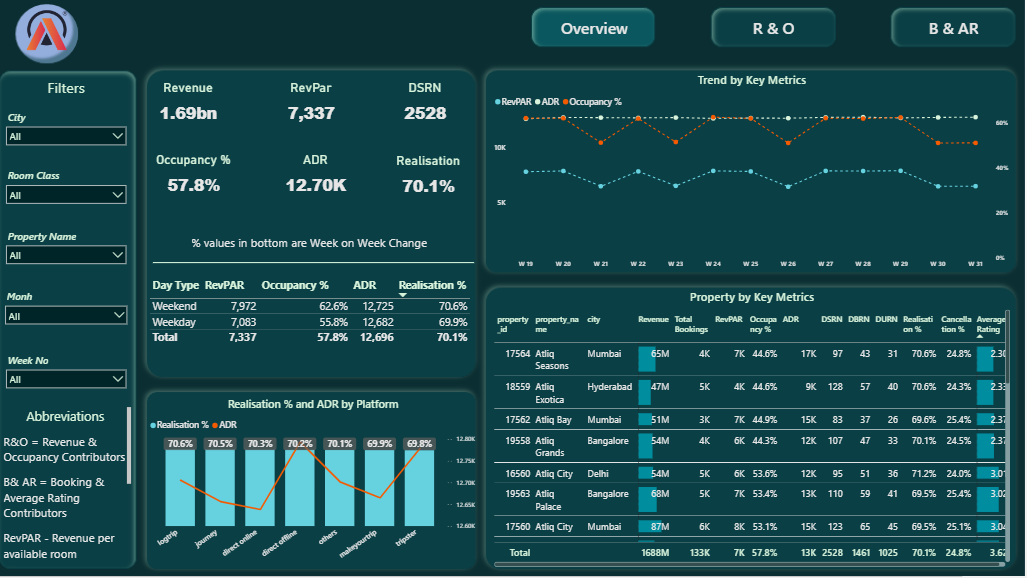 Overview
R & O
B & AR
Filters
City
All
Room Class
All
Property Name
All
Monh
All
Week No
All
Abbreviations
R&O = Revenue &
Occupancy Contributors
B& AR = Booking &
Average Rating
Contributors
RevPAR - Revenue per
available room
Revenue RevPar DSRN
1.69bn 7,337 2528
Occupancy % ADR Realisation
57.8% 12.70K 70.1%
% values in bottom are Week on Week Change
Day Type RevPAR Occupancy % ADR Realisation %
Weekend 7,972 62.6% 12,725 70.6%
Weekday 7,083 55.8% 12,682 69.9%
Total 7,337 57.8% 12,696 70.1%
Realisation % and ADR by Platform
Realisation % ADR
70.6% 70.5% 70.3% 70.2% 70.1% 69.9% 69.8%
12.80K
12.75K
12.70K
12.65K
12.60K
logtrip journey direct online direct offline others makeyourtrip tripster
Trend by Key Metrics
RevPAR ADR Occupancy %
10K
5K
60%
40%
20%
0%
W 19 W 20 W 21 W 22 W 23 W 24 W 25 W 26 W 27 W 28 W 29 W 30 W 31
Property by Key Metrics
property property_na city Revenue Total RevPAR Occupa ADR DSRN DBRN DURN Realisati Cancella Average
_id me Bookings ncy % on % tion % Rating
17564 Atliq Mumbai 65M 4K 7K 44.6% 17K 97 43 31 70.6% 24.8% 2.30
Seasons
18559 Atliq Hyderabad 47M 5K 4K 44.6% 9K 128 57 40 70.6% 24.3% 2.33
Exotica
17562 Atliq Bay Mumbai 51M 3K 7K 44.9% 15K 83 37 26 69.6% 25.4% 2.37
19558 Atliq Bangalore 54M 4K 6K 44.3% 12K 107 47 33 70.1% 24.5% 2.37
Grands
16560 Atliq City Delhi 54M 5K 6K 53.6% 12K 95 51 36 71.2% 24.0% 3.01
19563 Atliq Bangalore 68M 5K 7K 53.4% 13K 110 59 41 69.5% 25.4% 3.02
Palace
17560 Atliq City Mumbai 87M 6K 8K 53.1% 15K 123 65 45 69.5% 25.1% 3.04
Total 1688M 133K 7K 57.8% 13K 2528 1461 1025 70.1% 24.8% 3.62